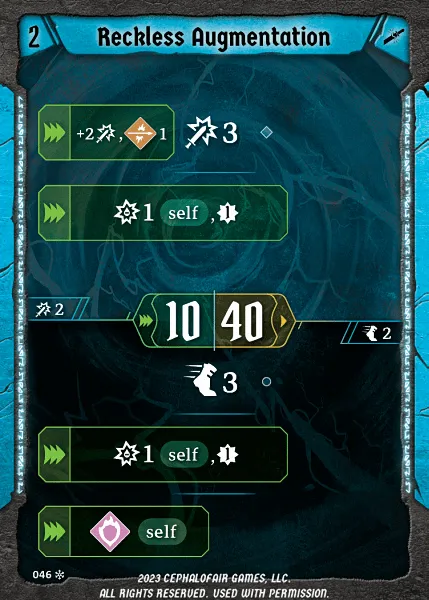 2 Reckless Augmentation
+2 , 1 3
1 self , 1
2
10 40
2
3
1 self , 1
self
046
2023 CEPHALOFAIR GAMES, LLC.
ALL RIGHTS RESERVED. USED WITH PERMISSION.